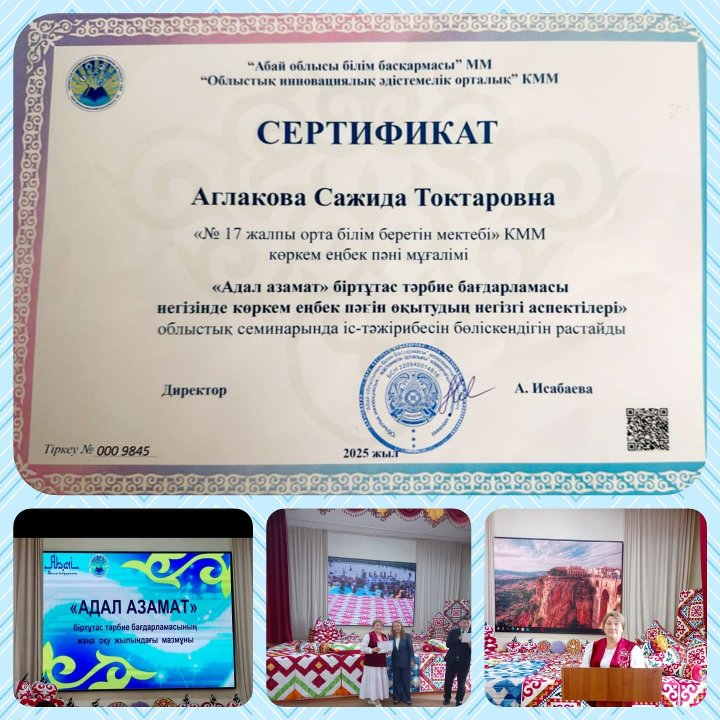 “Абай облысы білім басқармасы” ММ
“Облыстық инновациялық әдістемелік орталық” КММ
СЕРТИФИКАТ
Аглакова Сажида Токтаровна
«№ 17 жалпы орта білім беретін мектебі» КММ
көркем еңбек пәні мұғалімі
«Адал азамат» біртұтас тәрбие бағдарламасы
негізінде көркем еңбек пәнін оқытудың негізгі аспектілері»
облыстық семинарында іс-тәжірибесін бөліскендігін растайды
Директор
А. Исабаева
Тіркеу № 000 9845
2025 жыл
Abai
«АДАЛ АЗАМАТ»
біртұтас тәрбие бағдарламасының
жаңа оқу жылындағы мазмұны